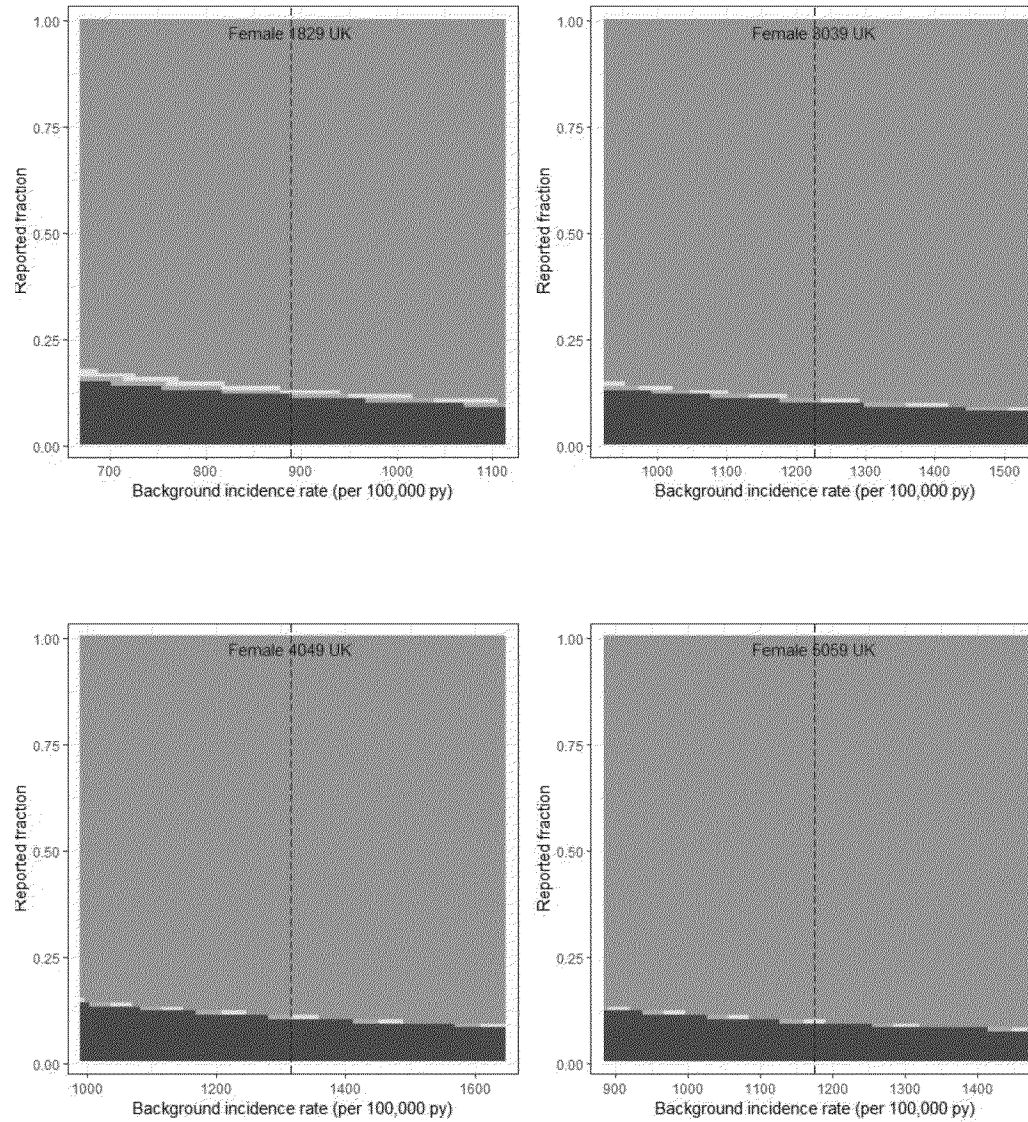 Female 1829 UK
1.00
0.75
0.50
0.25
0.00
Reported fraction
700 800 900 1000 1100
Background incidence rate (per 100,000 py)
Female 3039 UK
1.00
0.75
0.50
0.25
0.00
Reported fraction
1000 1100 1200 1300 1400 1500
Background incidence rate (per 100,000 py)
Female 4049 UK
1.00
0.75
0.50
0.25
0.00
Reported fraction
1000 1200 1400 1600
Background incidence rate (per 100,000 py)
Female 5059 UK
1.00
0.75
0.50
0.25
0.00
Reported fraction
900 1000 1100 1200 1300 1400
Background incidence rate (per 100,000 py)